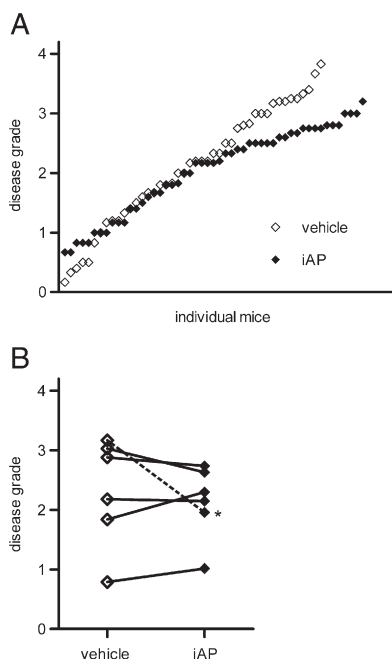 A
4
3
2
1
0
disease grade
vehicle
iAP
individual mice
B
4
3
2
1
0
disease grade
*
vehicle iAP